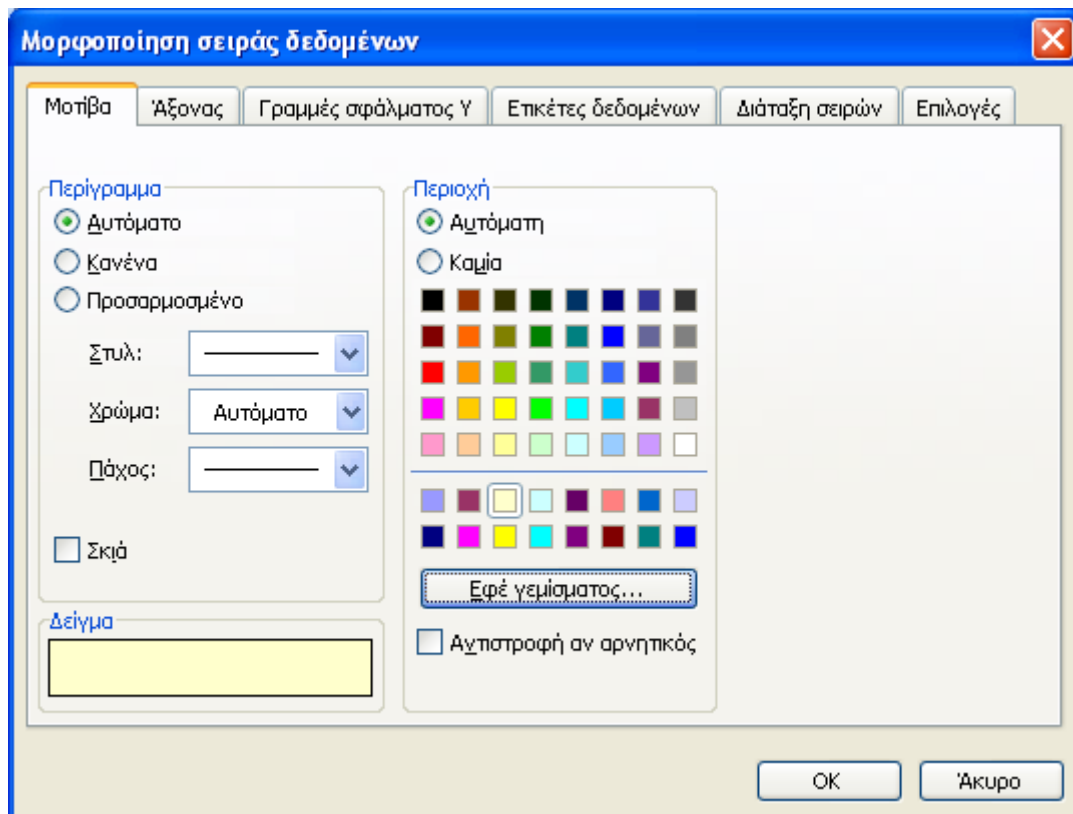 Μορφοποίηση σειράς δεδομένων
Μοτίβα Άξονας Γραμμές σφάλματος Υ Ετικέτες δεδομένων Διάταξη σειρών Επιλογές
Περίγραμμα
Αυτόματο
Κανένα
Προσαρμοσμένο
Στυλ:
Χρώμα: Αυτόματο
Πάχος:
Σκιά
Δείγμα
Περιοχή
Αυτόματη
Καμία
Εφέ γεμίσματος...
Αντιστροφή αν αρνητικός
OK Άκυρο